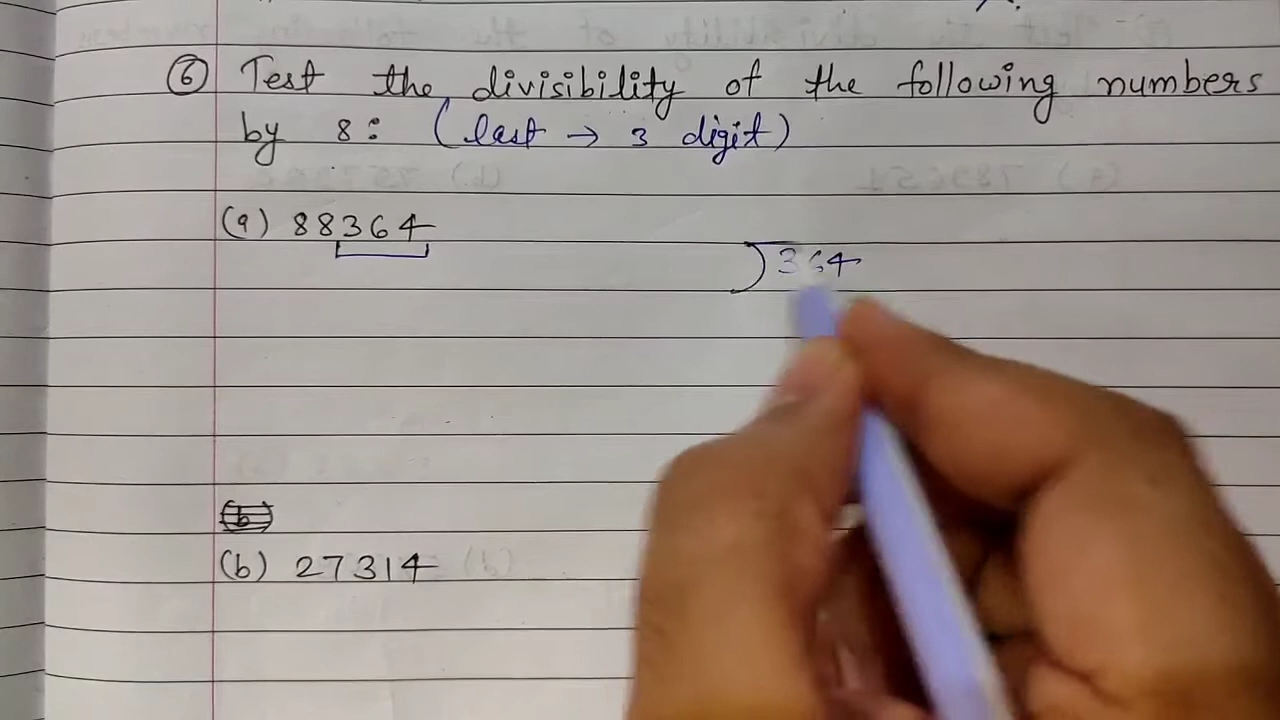 ⑥ Test the divisibility of the following numbers
by 8: (last → 3 digit)
(a) 88364
364
(b)
(b) 27314